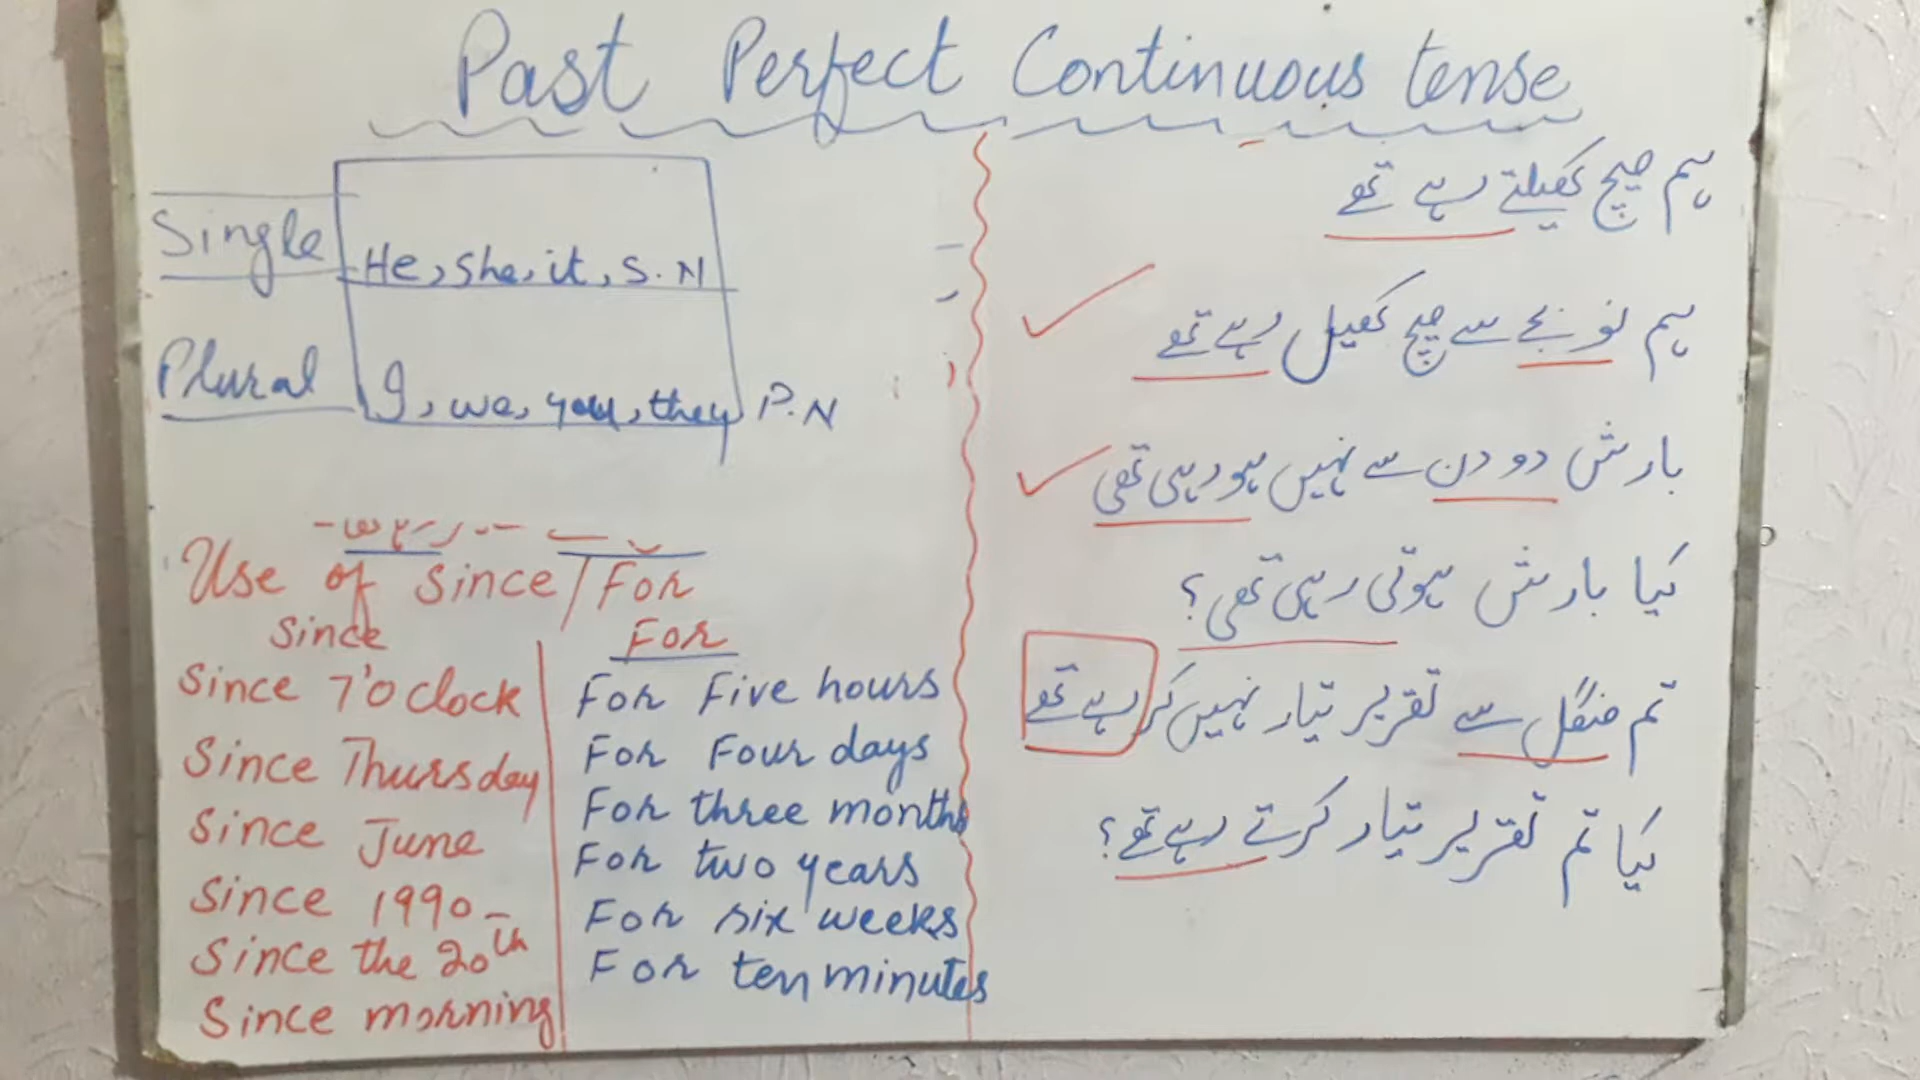 Past Perfect Continuous tense
Single He, she, it, S.N
Plural I, we, you, they P.N
Use of Since / For
Since
Since 7'O clock
Since Thursday
Since June
Since 1990
Since the 20th
Since morning
For
For Five hours
For Four days
For three months
For two years
For six weeks
For ten minutes
ہم میچ کھیلتے رہے تھے
ہم نو بجے سے میچ کھیل رہے تھے
بارش دو دن سے نہیں ہو رہی تھی
کیا بارش ہوتی رہی تھی؟
تم منگل سے تقریر تیار نہیں کر رہے تھے
کیا تم تقریر تیار کرتے رہے تھے؟